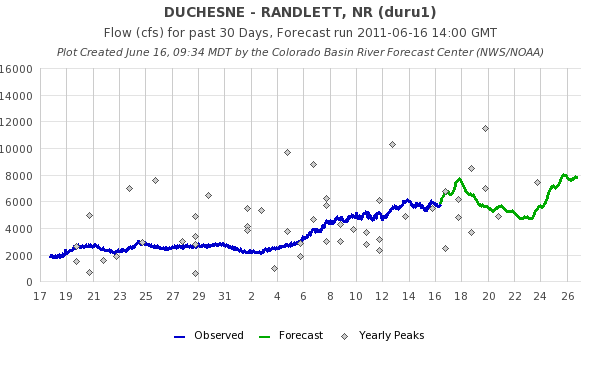 DUCHESNE - RANDLETT, NR (duru1)
Flow (cfs) for past 30 Days, Forecast run 2011-06-16 14:00 GMT
Plot Created June 16, 09:34 MDT by the Colorado Basin River Forecast Center (NWS/NOAA)
16000
14000
12000
10000
8000
6000
4000
2000
0
17 19 21 23 25 27 29 31 2 4 6 8 10 12 14 16 18 20 22 24 26
Observed Forecast Yearly Peaks